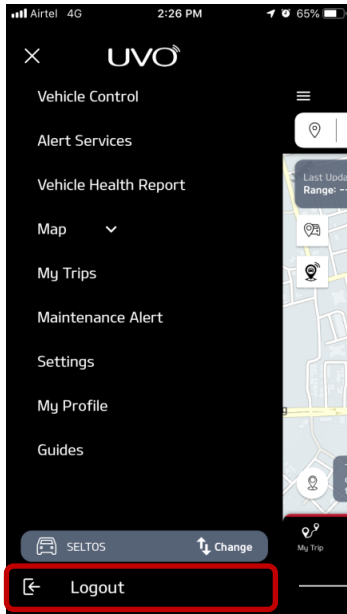 Airtel 4G 2:26 PM 65%
UVO
Vehicle Control
Alert Services
Vehicle Health Report
Map
My Trips
Maintenance Alert
Settings
My Profile
Guides
SELTOS Change
Logout
Last Upda
Range: --
My Trip